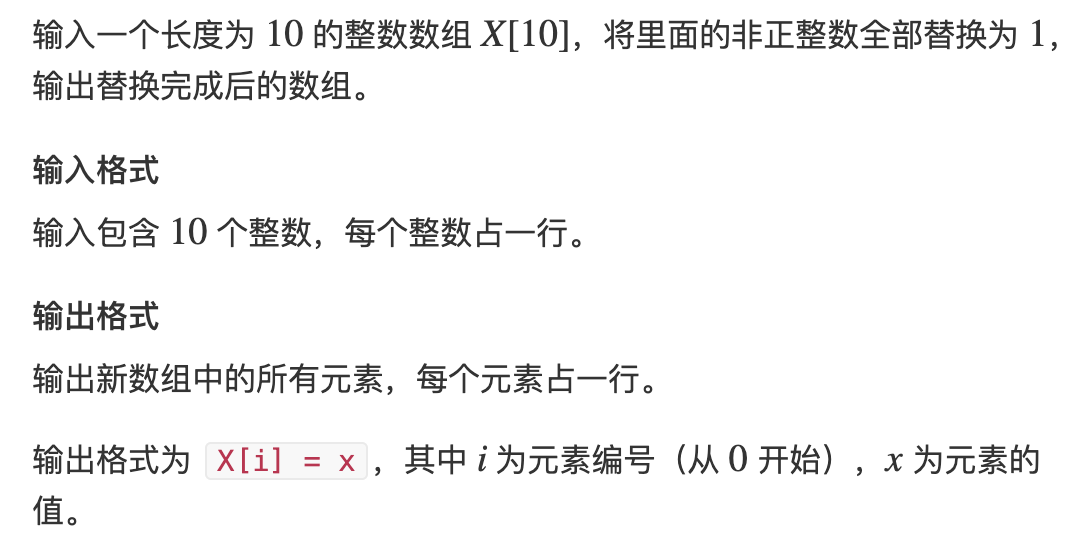 输入一个长度为 10 的整数数组 X[10]，将里面的非正整数全部替换为 1，
输出替换完成后的数组。
输入格式
输入包含 10 个整数，每个整数占一行。
输出格式
输出新数组中的所有元素，每个元素占一行。
输出格式为 X[i] = x，其中 i 为元素编号（从 0 开始），x 为元素的
值。